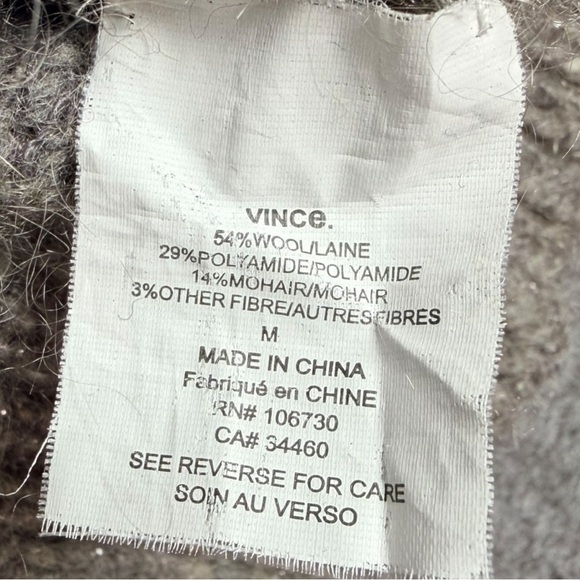 VINCe.
54%WOOL/LAINE
29%POLYAMIDE/POLYAMIDE
14%MOHAIR/MOHAIR
3%OTHER FIBRE/AUTRES FIBRES
M
MADE IN CHINA
Fabriqué en CHINE
RN# 106730
CA# 34460
SEE REVERSE FOR CARE
SOIN AU VERSO